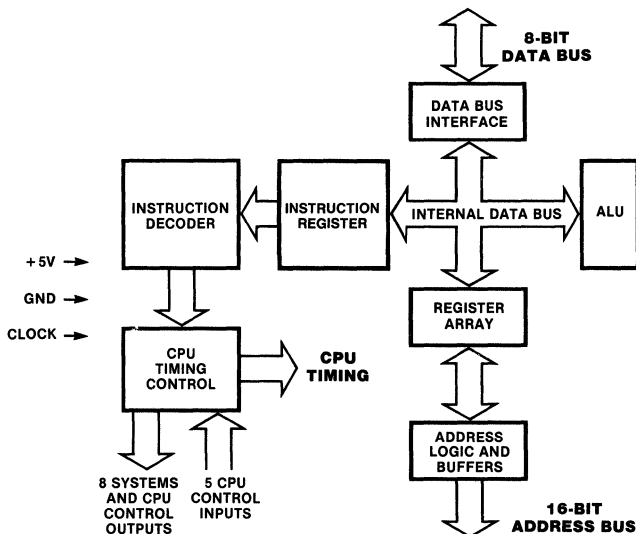 8-BIT
DATA BUS
DATA BUS
INTERFACE
INSTRUCTION
DECODER
INSTRUCTION
REGISTER
INTERNAL DATA BUS
ALU
+5V
GND
CLOCK
REGISTER
ARRAY
CPU
TIMING
CONTROL
CPU
TIMING
ADDRESS
LOGIC AND
BUFFERS
8 SYSTEMS
AND CPU
CONTROL
OUTPUTS
5 CPU
CONTROL
INPUTS
16-BIT
ADDRESS BUS